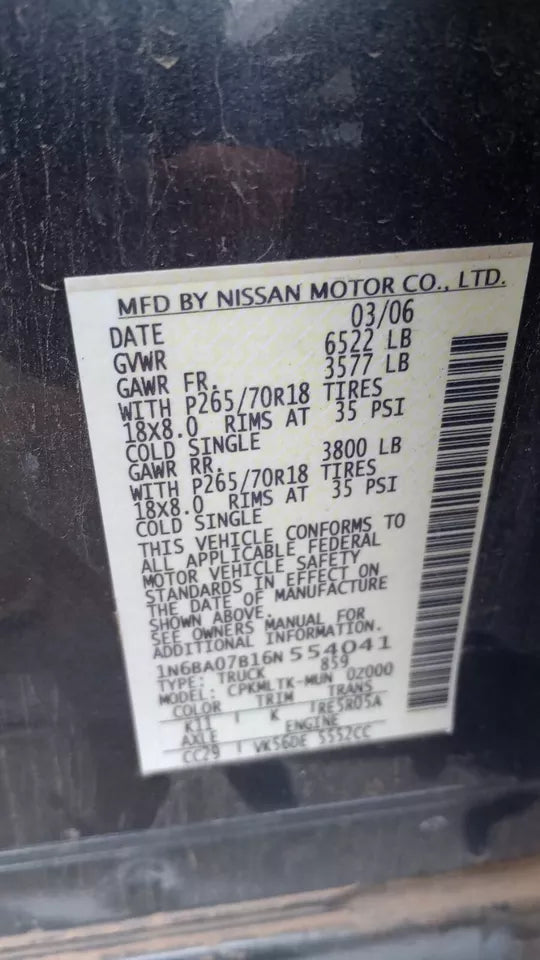 MFD BY NISSAN MOTOR CO., LTD.
DATE 03/06
GVWR 6522 LB
GAWR FR. 3577 LB
WITH P265/70R18 TIRES
18X8.0 RIMS AT 35 PSI
COLD SINGLE
GAWR RR. 3800 LB
WITH P265/70R18 TIRES
18X8.0 RIMS AT 35 PSI
COLD SINGLE
THIS VEHICLE CONFORMS TO
ALL APPLICABLE FEDERAL
MOTOR VEHICLE SAFETY
STANDARDS IN EFFECT ON
THE DATE OF MANUFACTURE
SHOWN ABOVE.
SEE OWNERS MANUAL FOR
ADDITIONAL INFORMATION.
1N6BA07B16N 554041
TYPE: TRUCK 859
MODEL: CPKMLTK-MUN 02000
COLOR TRIM TRANS
K11 K TRE5R05A
AXLE ENGINE
CC29 VK56DE 5552CC